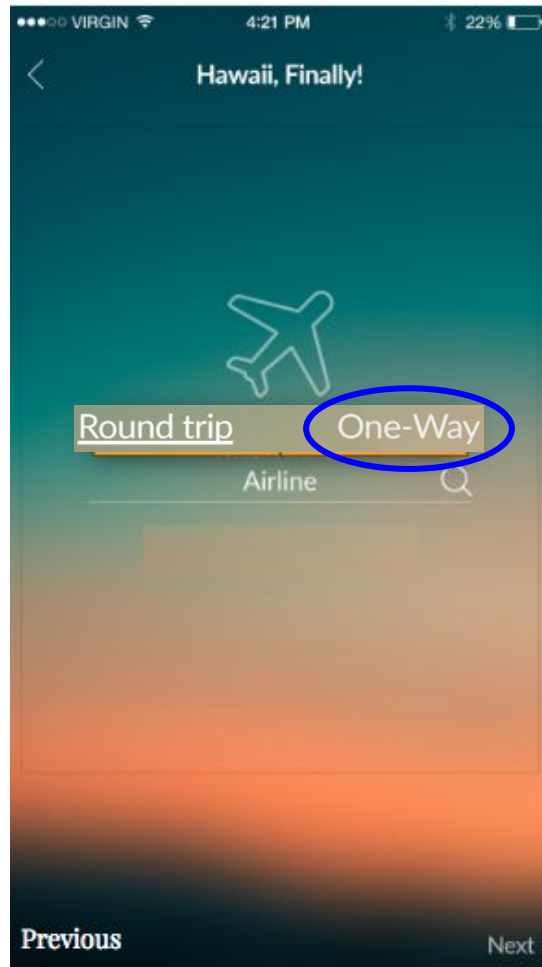 VIRGIN 4:21 PM 22%
Hawaii, Finally!
Round trip One-Way
Airline
Previous Next